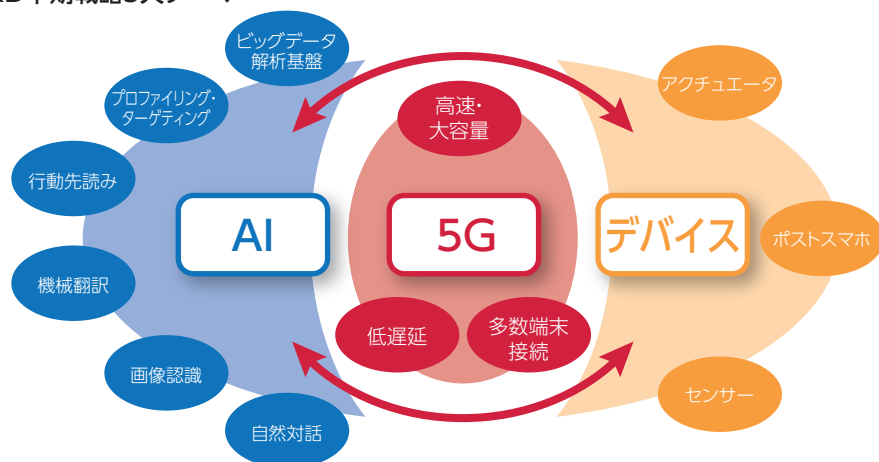 ビッグデータ
解析基盤
プロファイリング・
ターゲティング
行動先読み
機械翻訳
画像認識
自然対話
AI
高速・
大容量
5G
低遅延
多数端末
接続
デバイス
アクチュエータ
ポストスマホ
センサー